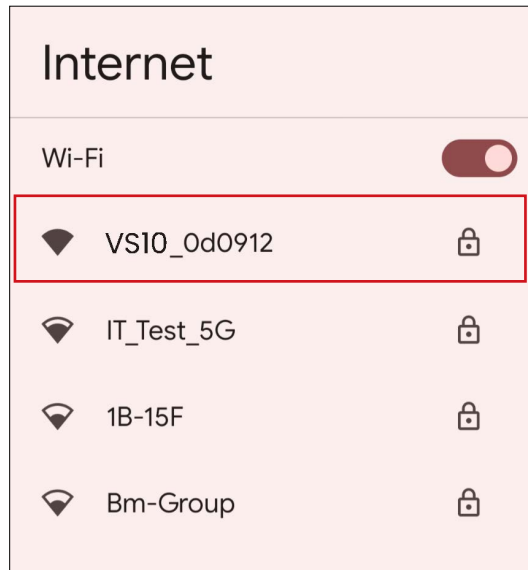 Internet
Wi-Fi
VS10_0d0912
IT_Test_5G
1B-15F
Bm-Group